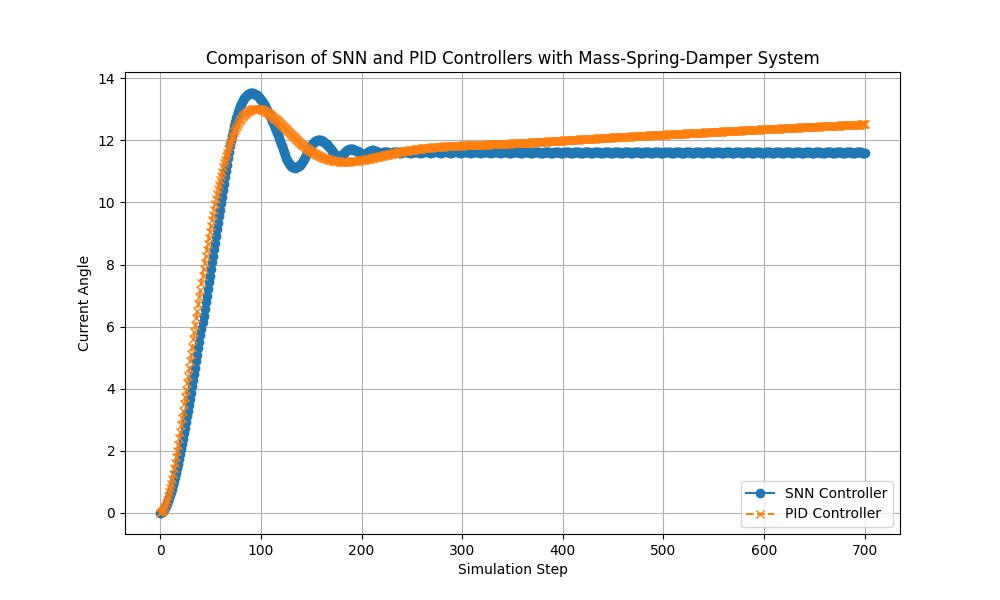 Comparison of SNN and PID Controllers with Mass-Spring-Damper System
14
12
10
8
6
4
2
0
Current Angle
0 100 200 300 400 500 600 700
Simulation Step
SNN Controller
PID Controller